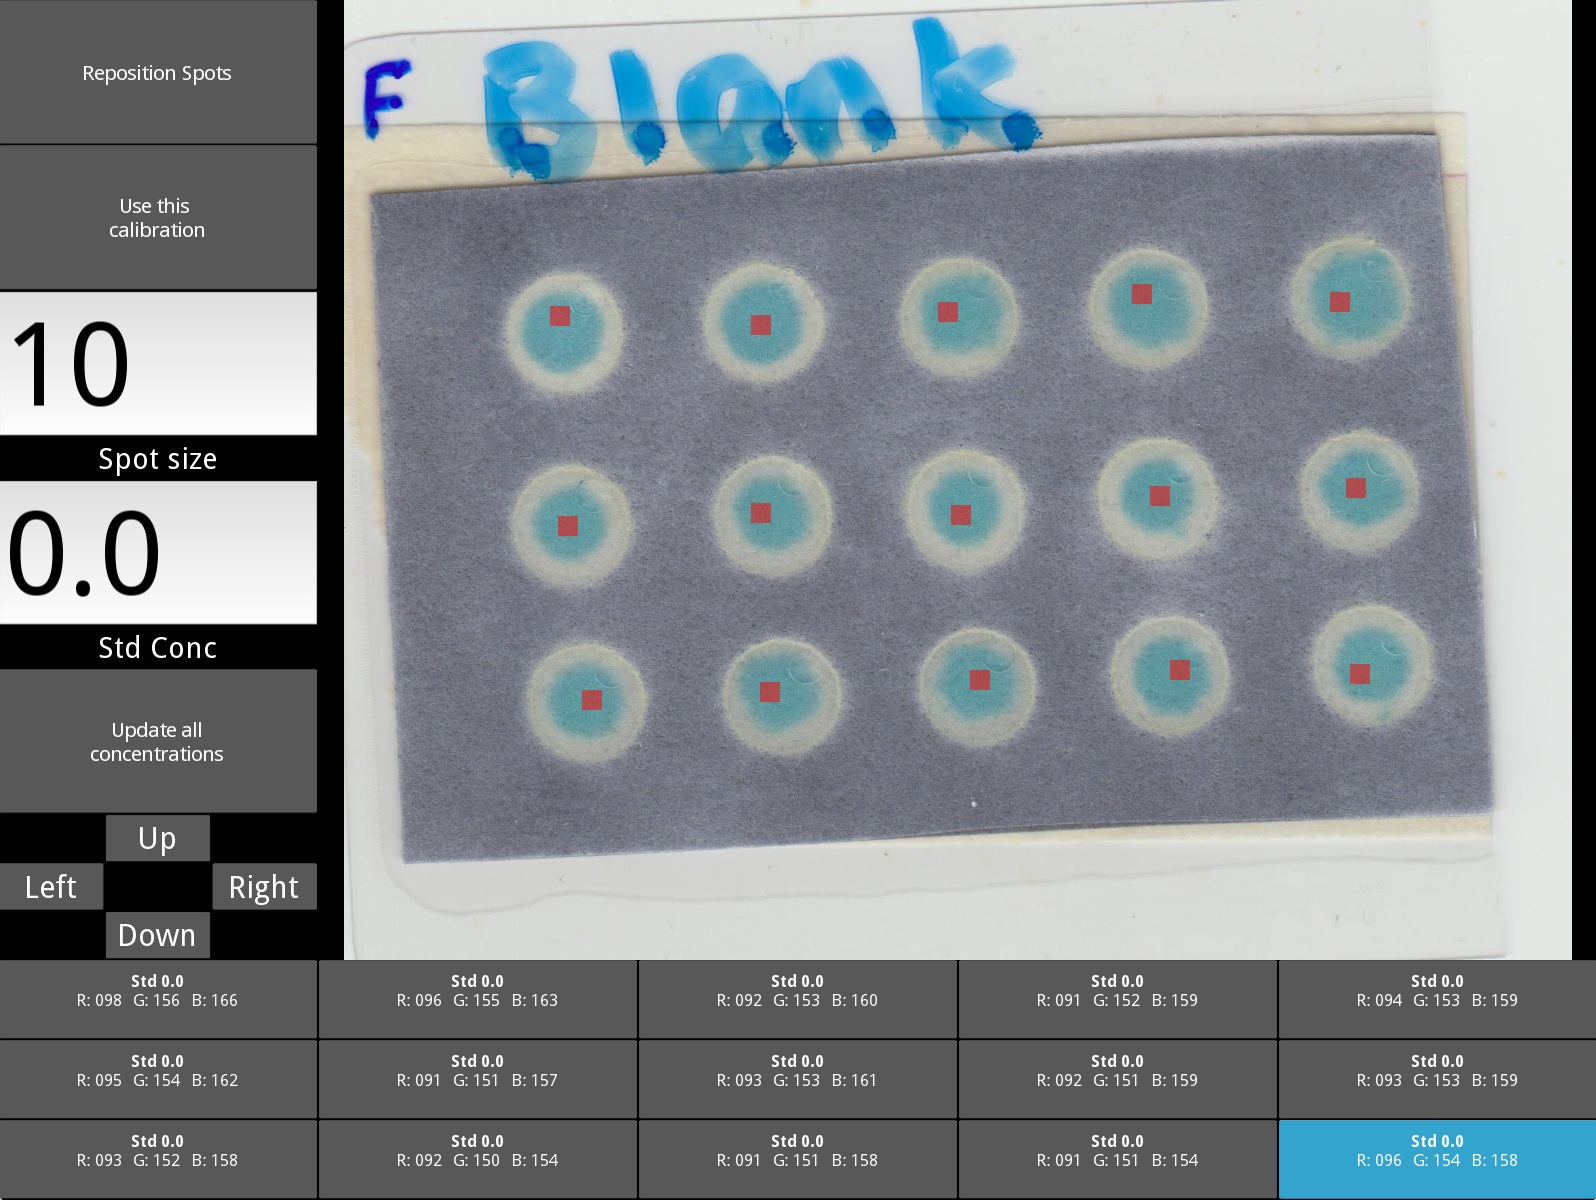 Reposition Spots
Use this
calibration
10
Spot size
0.0
Std Conc
Update all
concentrations
Up
Left
Right
Down
F
Blank
Std 0.0
R: 098 G: 156 B: 166
Std 0.0
R: 096 G: 155 B: 163
Std 0.0
R: 092 G: 153 B: 160
Std 0.0
R: 091 G: 152 B: 159
Std 0.0
R: 094 G: 153 B: 159
Std 0.0
R: 095 G: 154 B: 162
Std 0.0
R: 091 G: 151 B: 157
Std 0.0
R: 093 G: 153 B: 161
Std 0.0
R: 092 G: 151 B: 159
Std 0.0
R: 093 G: 153 B: 159
Std 0.0
R: 093 G: 152 B: 158
Std 0.0
R: 092 G: 150 B: 154
Std 0.0
R: 091 G: 151 B: 158
Std 0.0
R: 091 G: 151 B: 154
Std 0.0
R: 096 G: 154 B: 158